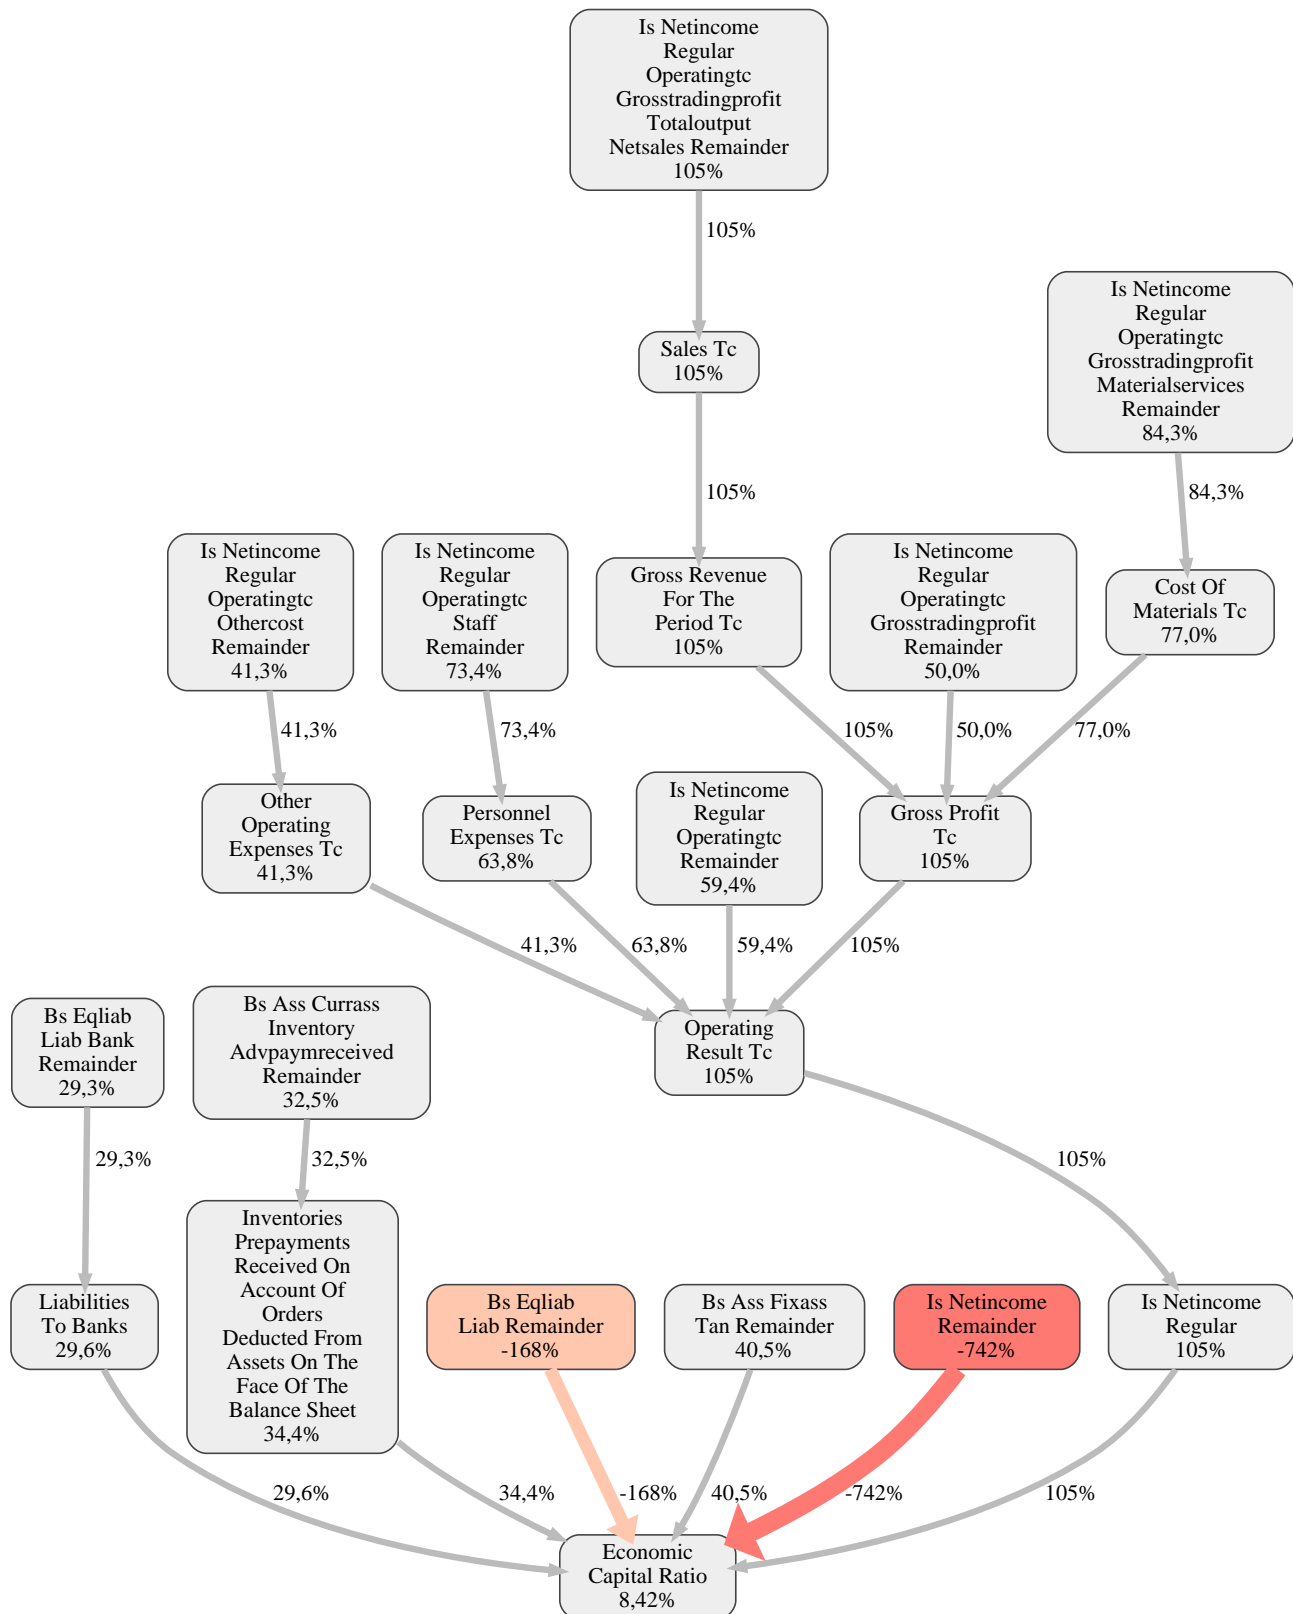 Is Netincome
Regular
Operatingtc
Grosstradingprofit
Totaloutput
Netsales Remainder
105%
105%
Is Netincome
Regular
Operatingtc
Grosstradingprofit
Materialservices
Remainder
84,3%
Sales Tc
105%
105%
84,3%
Is Netincome
Regular
Operatingtc
Othercost
Remainder
41,3%
Is Netincome
Regular
Operatingtc
Staff
Remainder
73,4%
Gross Revenue
For The
Period Tc
105%
Is Netincome
Regular
Operatingtc
Grosstradingprofit
Remainder
50,0%
Cost Of
Materials Tc
77,0%
41,3%
73,4%
105%
50,0%
77,0%
Other
Operating
Expenses Tc
41,3%
Personnel
Expenses Tc
63,8%
Is Netincome
Regular
Operatingtc
Remainder
59,4%
Gross Profit
Tc
105%
41,3%
63,8%
59,4%
105%
Bs Eqliab
Liab Bank
Remainder
29,3%
Bs Ass Currass
Inventory
Advpaymreceived
Remainder
32,5%
Operating
Result Tc
105%
29,3%
32,5%
105%
Liabilities
To Banks
29,6%
Inventories
Prepayments
Received On
Account Of
Orders
Deducted From
Assets On The
Face Of The
Balance Sheet
34,4%
Bs Eqliab
Liab Remainder
-168%
Bs Ass Fixass
Tan Remainder
40,5%
Is Netincome
Remainder
-742%
Is Netincome
Regular
105%
29,6%
34,4%
-168%
40,5%
-742%
105%
Economic
Capital Ratio
8,42%